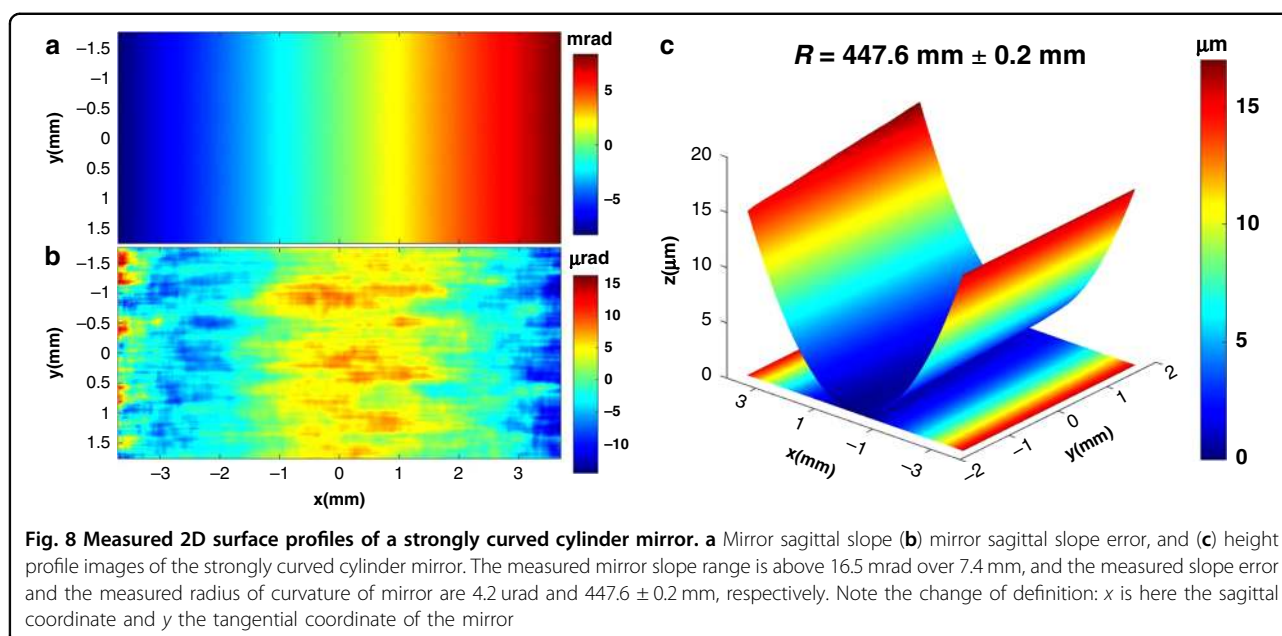 a
mrad
−1.5
−1
−0.5
0
0.5
1
1.5
y(mm)
5
0
−5
b
μrad
−1.5
−1
−0.5
0
0.5
1
1.5
y(mm)
15
10
5
0
−5
−10
−3 −2 −1 0 1 2 3
x(mm)
c
R = 447.6 mm ± 0.2 mm
μm
20
15
10
5
0
z(μm)
3 1 −1 −3
x(mm)
−2 −1 0 1 2
y(mm)
15
10
5
0
Fig. 8 Measured 2D surface profiles of a strongly curved cylinder mirror. a Mirror sagittal slope (b) mirror sagittal slope error, and (c) height
profile images of the strongly curved cylinder mirror. The measured mirror slope range is above 16.5 mrad over 7.4 mm, and the measured slope error
and the measured radius of curvature of mirror are 4.2 urad and 447.6 ± 0.2 mm, respectively. Note the change of definition: x is here the sagittal
coordinate and y the tangential coordinate of the mirror